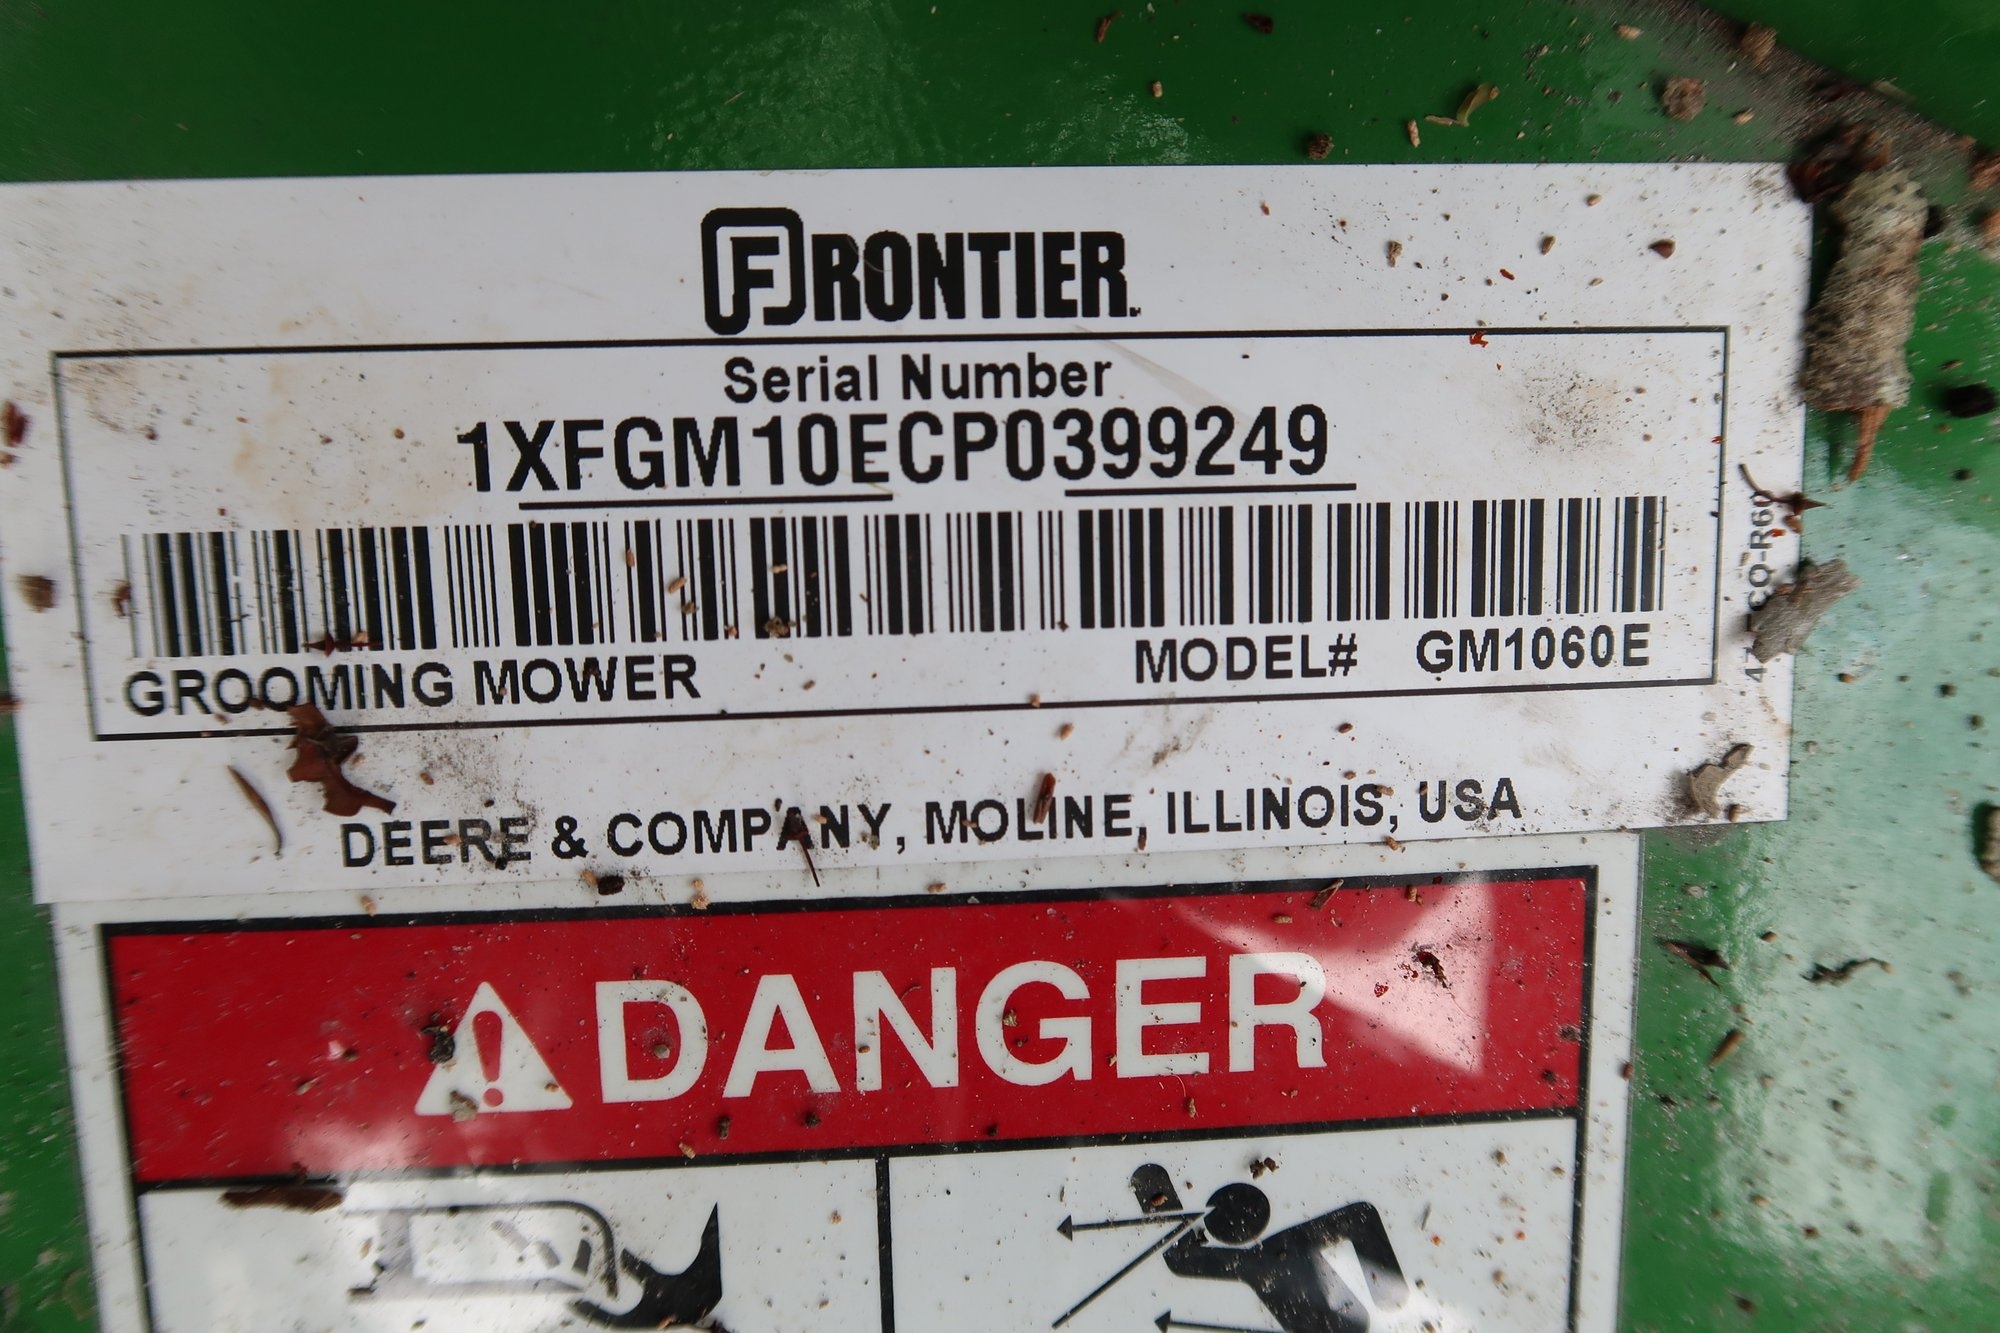 FRONTIER
Serial Number
1XFGM10ECP0399249
GROOMING MOWER MODEL# GM1060E
DEERE & COMPANY, MOLINE, ILLINOIS, USA
DANGER